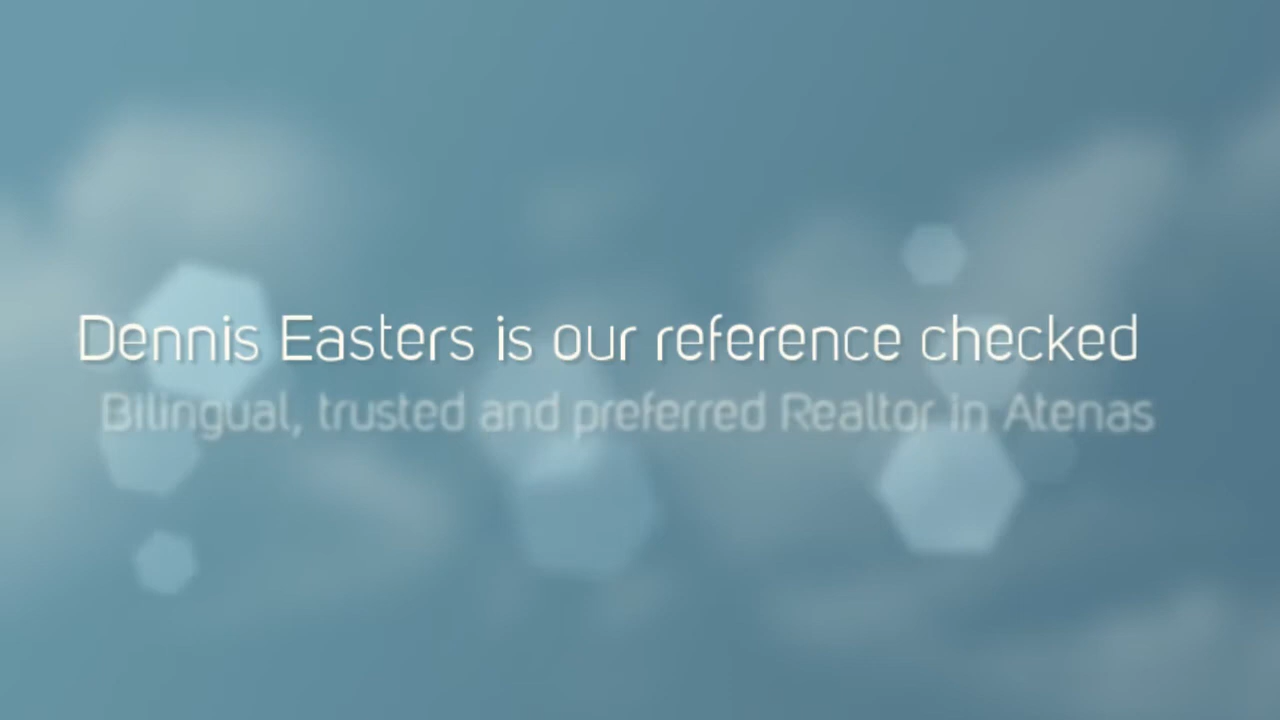 Dennis Easters is our reference checked
Bilingual, trusted and preferred Realtor in Atenas